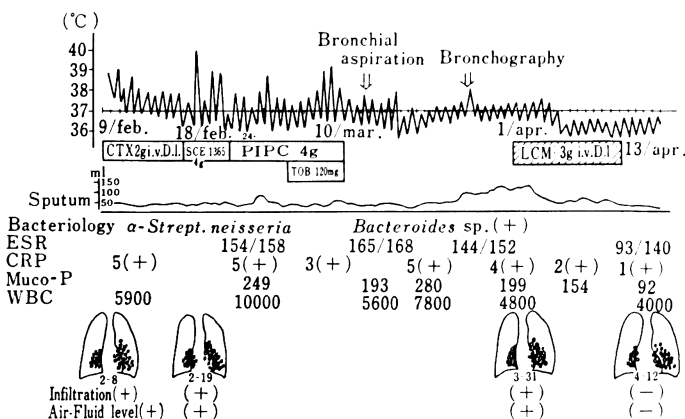 (℃)
40
39
38
37
36
Bronchial
aspiration
⇓
Bronchography
⇓
9/feb. 18/feb. 24- 10/mar. 1/apr. 13/apr.
CTX2gi.v.D.I. SCE 1365 4g PIPC 4g LCM 3g i.v.D.I
TOB 120mg
ml
150
100
50
Sputum
Bacteriology α-Strept. neisseria Bacteroides sp.(+)
ESR 154/158 165/168 144/152 93/140
CRP 5(+) 5(+) 3(+) 5(+) 4(+) 2(+) 1(+)
Muco-P 249 193 280 199 154 92
WBC 5900 10000 5600 7800 4800 4000
2-8 2-19 3-31 4-12
Infiltration(+) (+) (+) (−)
Air-Fluid level(+) (+) (+) (−)